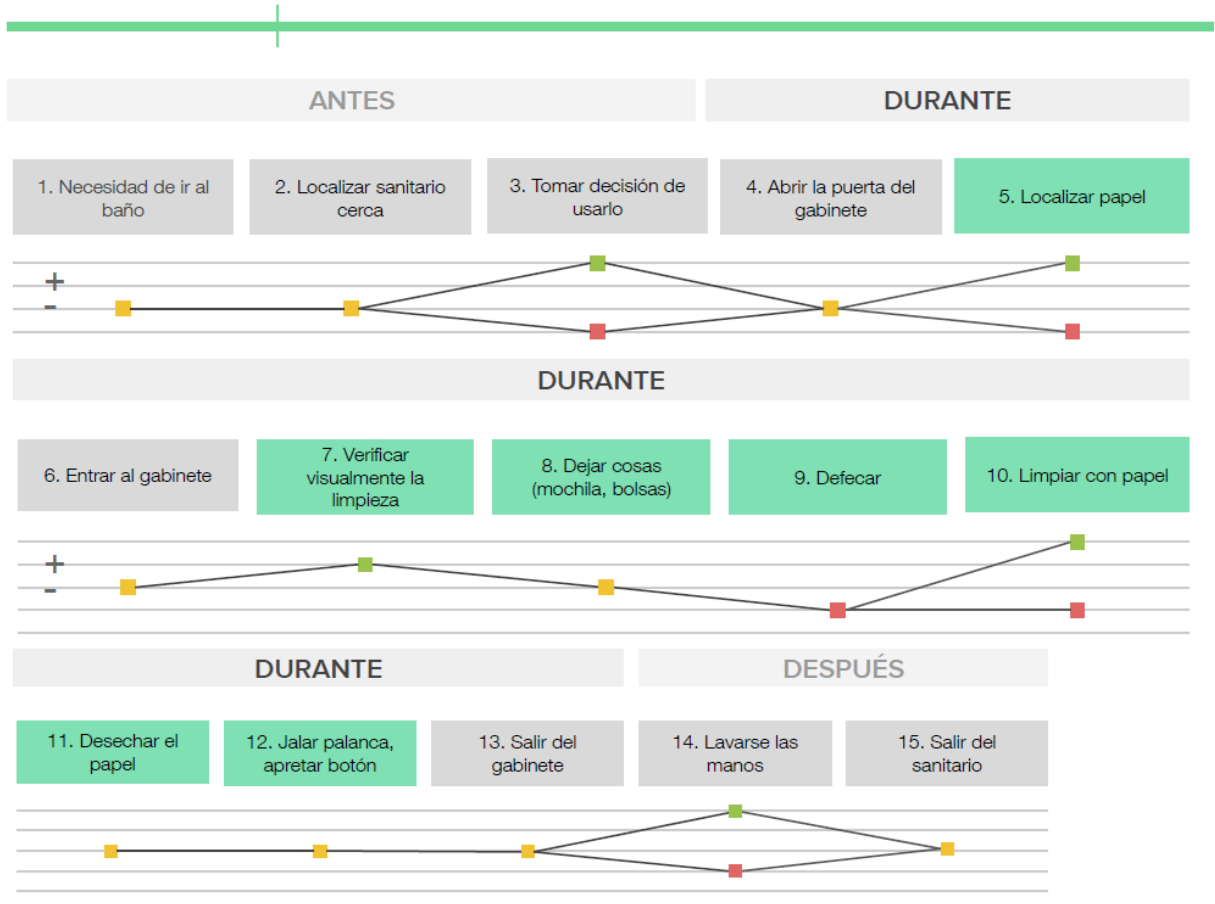 ANTES
DURANTE
1. Necesidad de ir al
baño
2. Localizar sanitario
cerca
3. Tomar decisión de
usarlo
4. Abrir la puerta del
gabinete
5. Localizar papel
+
-
DURANTE
6. Entrar al gabinete
7. Verificar
visualmente la
limpieza
8. Dejar cosas
(mochila, bolsas)
9. Defecar
10. Limpiar con papel
+
-
DURANTE
DESPUÉS
11. Desechar el
papel
12. Jalar palanca,
apretar botón
13. Salir del
gabinete
14. Lavarse las
manos
15. Salir del
sanitario